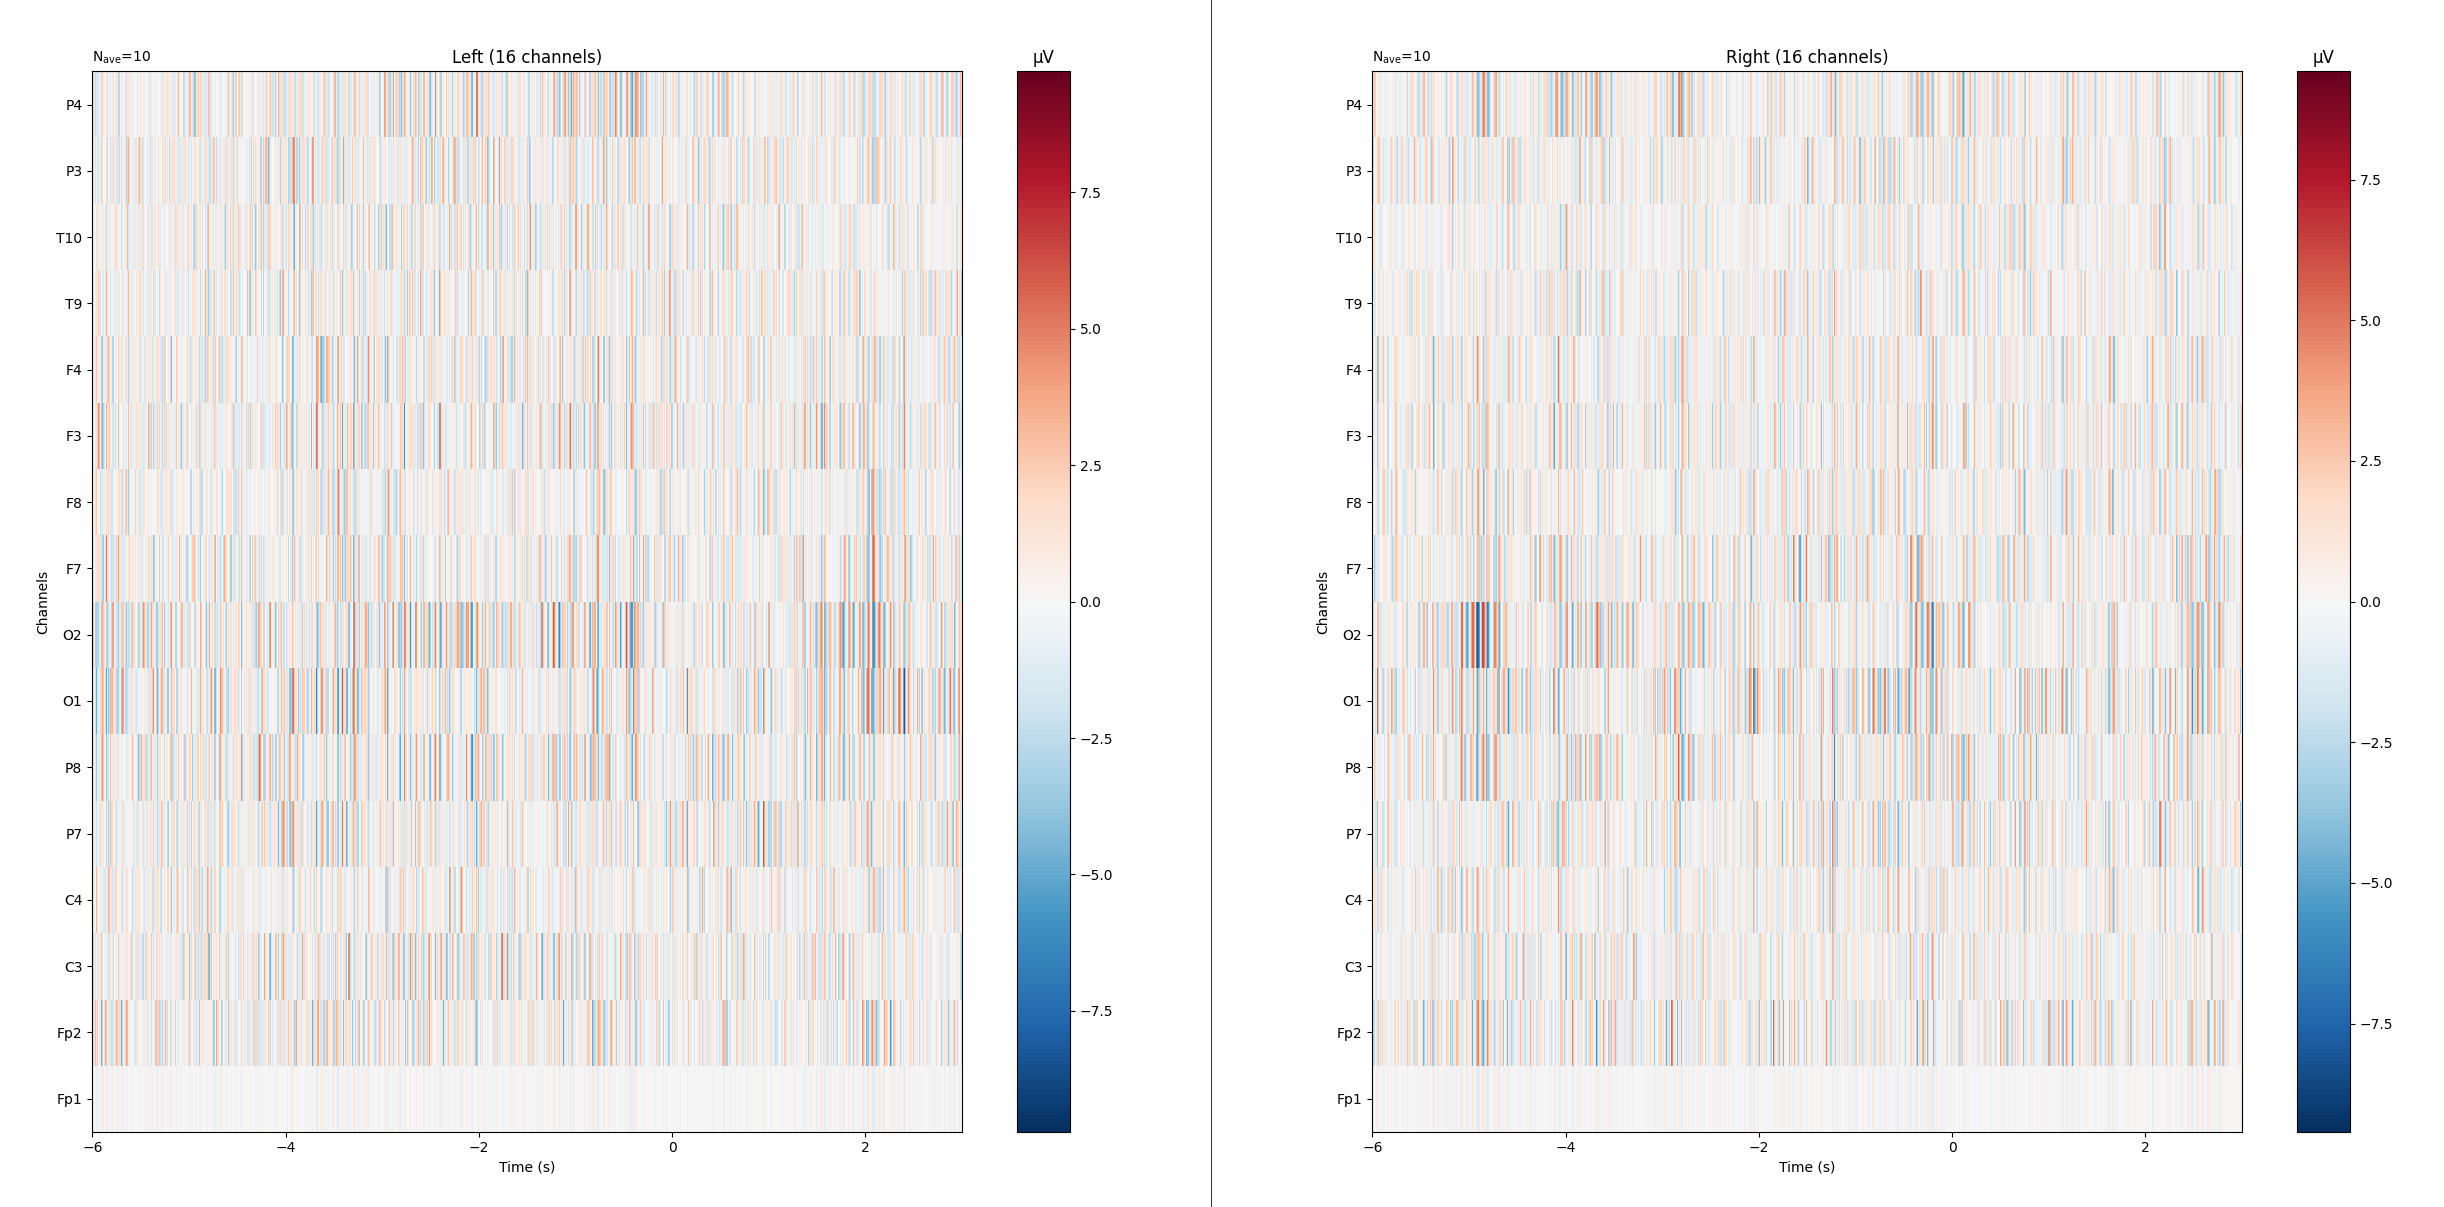 Nave=10
Left (16 channels)
µV
P4
P3
T10
T9
F4
F3
F8
F7
O2
O1
P8
P7
C4
C3
Fp2
Fp1
Channels
−6
−4
−2
0
2
Time (s)
7.5
5.0
2.5
0.0
−2.5
−5.0
−7.5
Nave=10
Right (16 channels)
µV
P4
P3
T10
T9
F4
F3
F8
F7
O2
O1
P8
P7
C4
C3
Fp2
Fp1
Channels
−6
−4
−2
0
2
Time (s)
7.5
5.0
2.5
0.0
−2.5
−5.0
−7.5